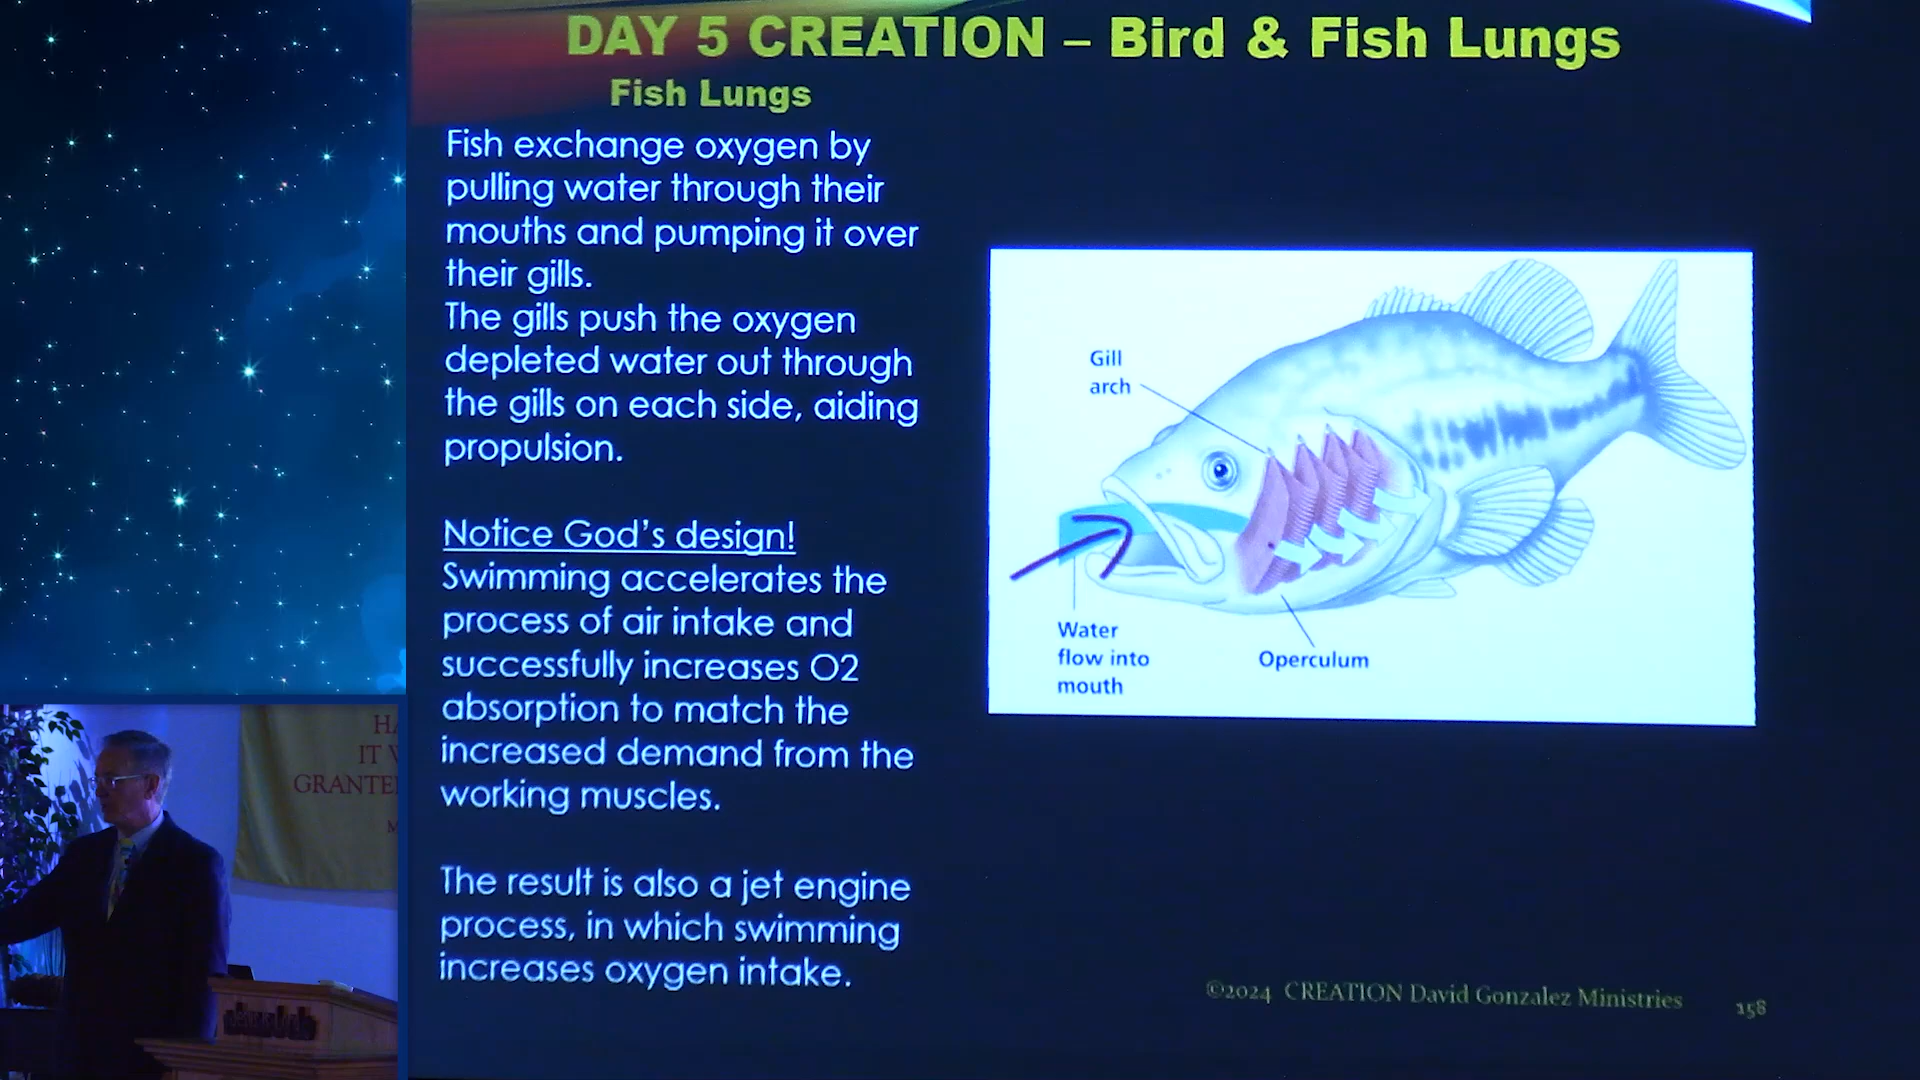 DAY 5 CREATION – Bird & Fish Lungs
Fish Lungs
Fish exchange oxygen by
pulling water through their
mouths and pumping it over
their gills.
The gills push the oxygen
depleted water out through
the gills on each side, aiding
propulsion.
Notice God's design!
Swimming accelerates the
process of air intake and
successfully increases O2
absorption to match the
increased demand from the
working muscles.
The result is also a jet engine
process, in which swimming
increases oxygen intake.
Gill
arch
Water
flow into
mouth
Operculum
©2024 CREATION David Gonzalez Ministries
158
IT